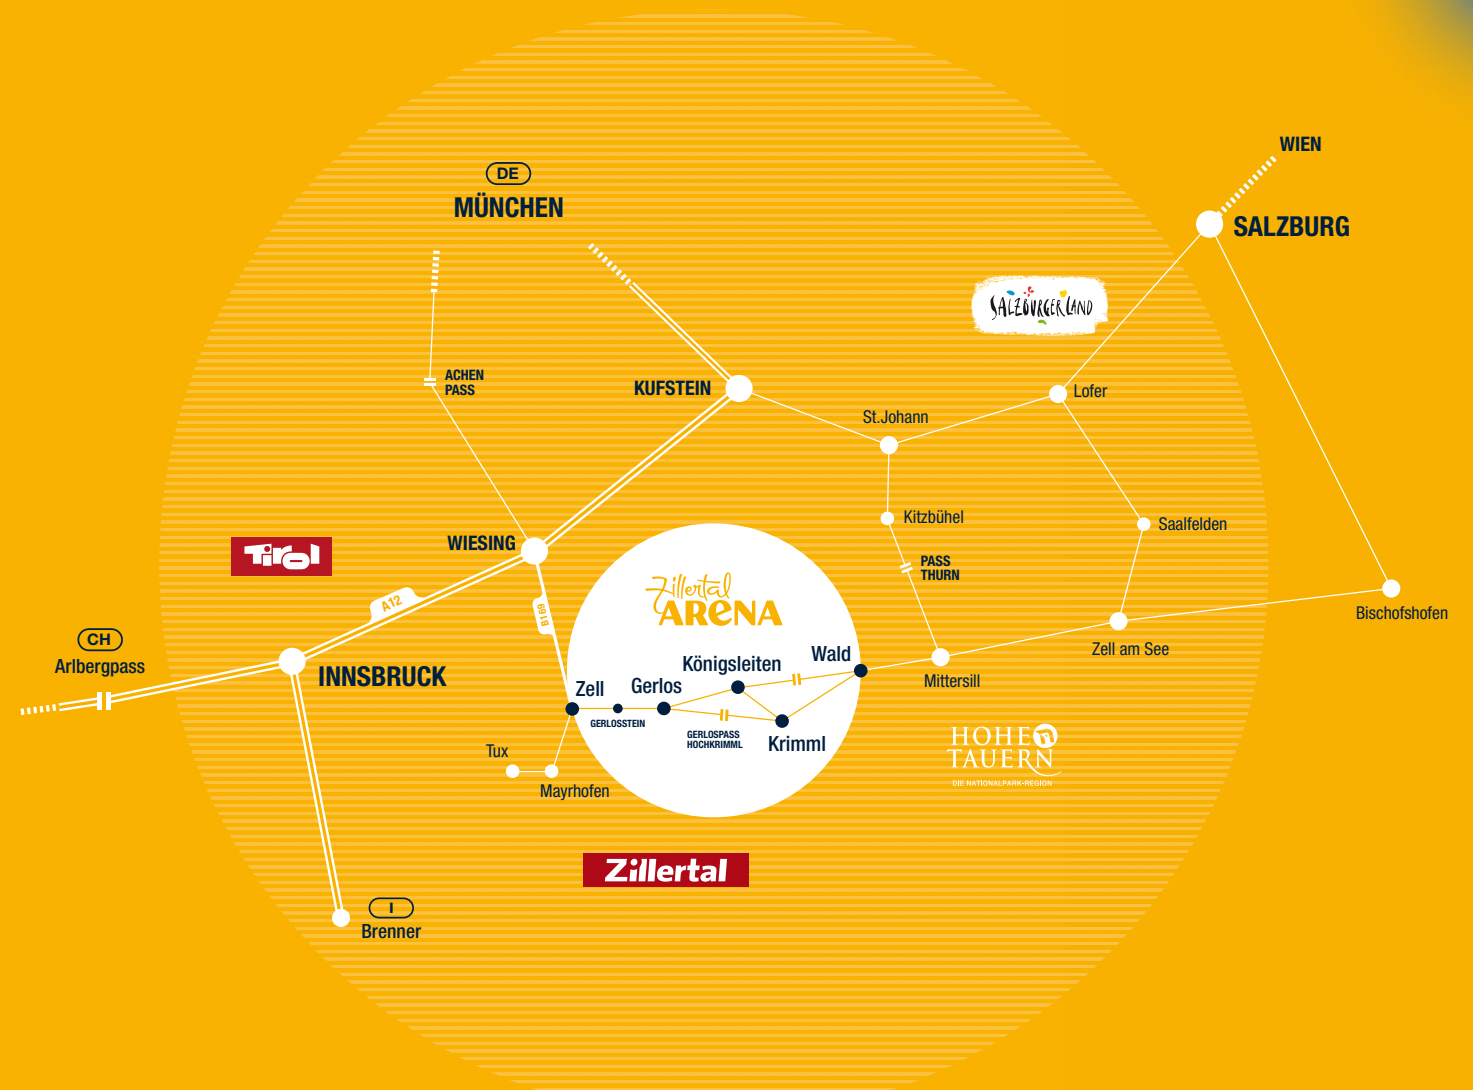 WIEN
DE
MÜNCHEN
SALZBURG
SALZBURGER LAND
ACHEN
PASS
KUFSTEIN
Lofer
St.Johann
Kitzbühel
Saalfelden
WIESING
Tirol
PASS
THURN
A12
B169
Zillertal
ARENA
Bischofshofen
CH
Arlbergpass
INNSBRUCK
Zell am See
Mittersill
Wald
Königsleiten
Zell
Gerlos
GERLOSSTEIN
GERLOSPASS
HOCHKRIMML
Krimml
Tux
Mayrhofen
HOHE
TAUERN
DIE NATIONALPARK-REGION
Zillertal
I
Brenner